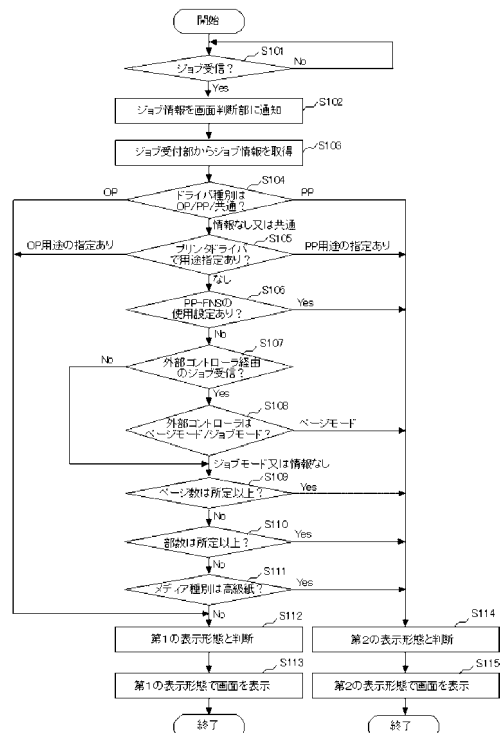 開始
S101
ジョブ受信？
No
Yes
S102
ジョブ情報を画面判断部に通知
S103
ジョブ受付部からジョブ情報を取得
S104
OP
ドライバ種別は
OP/PP/共通？
PP
情報なし又は共通
S105
OP用途の指定あり
プリンタドライバ
で用途指定あり？
PP用途の指定あり
なし
S106
PP-FNSの
使用設定あり？
Yes
No
S107
No
外部コントローラ経由
のジョブ受信？
Yes
S108
外部コントローラは
ページモード/ジョブモード？
ページモード
ジョブモード又は情報なし
S109
ページ数は所定以上？
Yes
No
S110
部数は所定以上？
Yes
No
S111
メディア種別は高級紙？
Yes
No
S112
第1の表示形態と判断
S114
第2の表示形態と判断
S113
第1の表示形態で画面を表示
S115
第2の表示形態で画面を表示
終了
終了